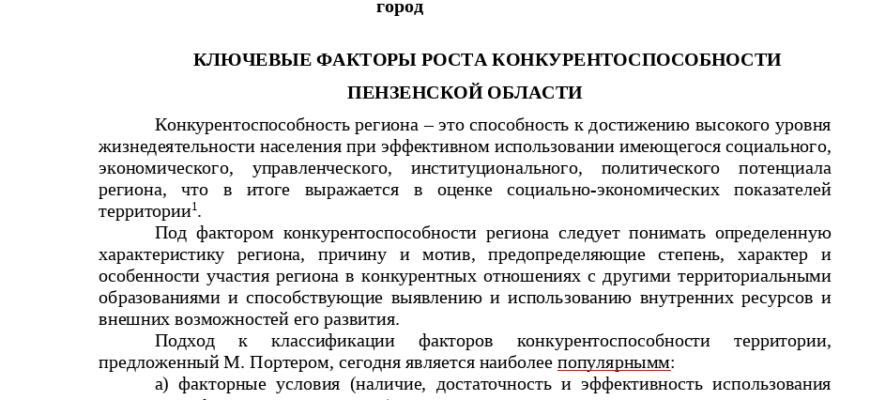 город
КЛЮЧЕВЫЕ ФАКТОРЫ РОСТА КОНКУРЕНТОСПОСОБНОСТИ
ПЕНЗЕНСКОЙ ОБЛАСТИ
Конкурентоспособность региона – это способность к достижению высокого уровня
жизнедеятельности населения при эффективном использовании имеющегося социального,
экономического, управленческого, институционального, политического потенциала
региона, что в итоге выражается в оценке социально-экономических показателей
территории¹.
Под фактором конкурентоспособности региона следует понимать определенную
характеристику региона, причину и мотив, предопределяющие степень, характер и
особенности участия региона в конкурентных отношениях с другими территориальными
образованиями и способствующие выявлению и использованию внутренних ресурсов и
внешних возможностей его развития.
Подход к классификации факторов конкурентоспособности территории,
предложенный М. Портером, сегодня является наиболее популярнымм:
а) факторные условия (наличие, достаточность и эффективность использования